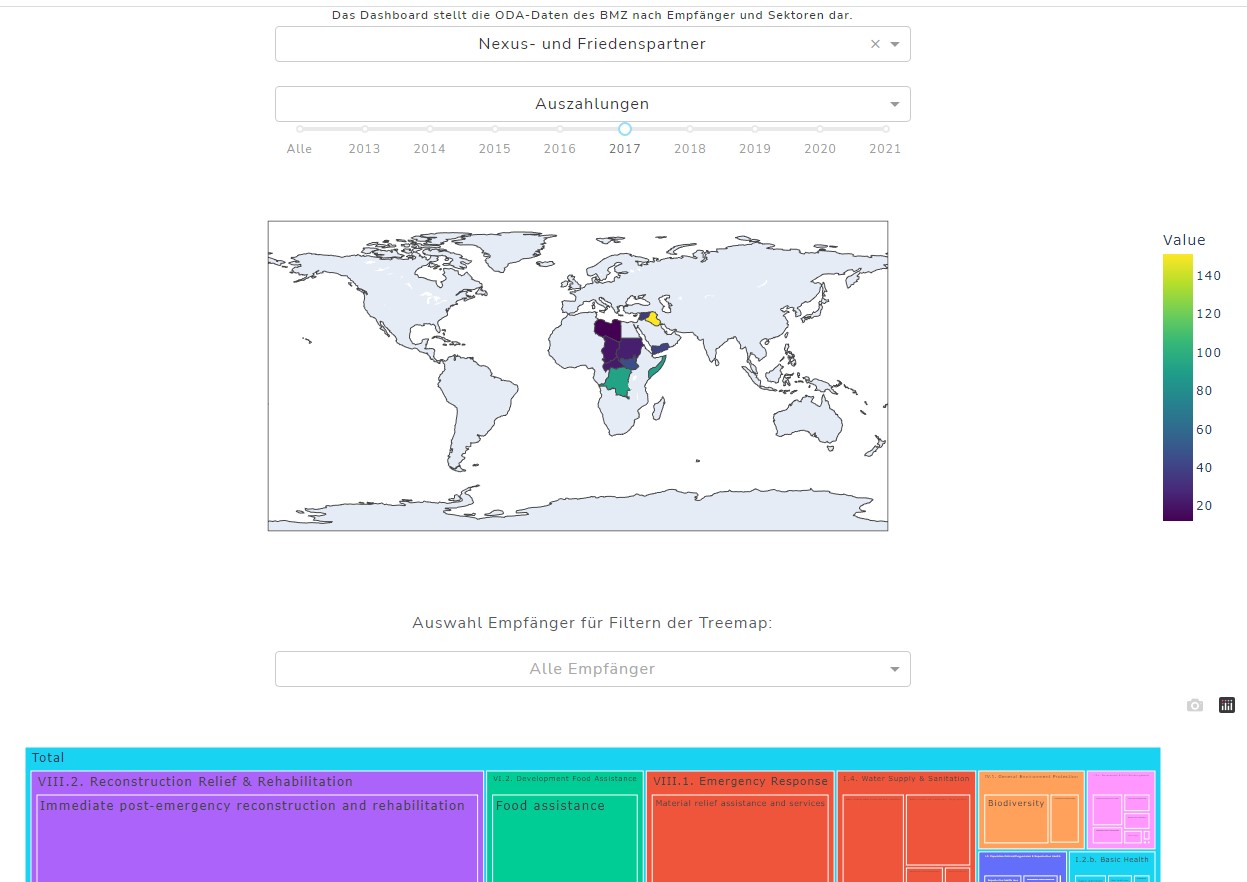 Das Dashboard stellt die ODA-Daten des BMZ nach Empfänger und Sektoren dar.
Nexus- und Friedenspartner
Auszahlungen
Alle 2013 2014 2015 2016 2017 2018 2019 2020 2021
Value
140
120
100
80
60
40
20
Auswahl Empfänger für Filtern der Treemap:
Alle Empfänger
Total
VIII.2. Reconstruction Relief & Rehabilitation
Immediate post-emergency reconstruction and rehabilitation
VI.2. Development Food Assistance
Food assistance
VIII.1. Emergency Response
Material relief assistance and services
I.4. Water Supply & Sanitation
IV.1. General Environment Protection
Biodiversity
I.2.b. Basic Health